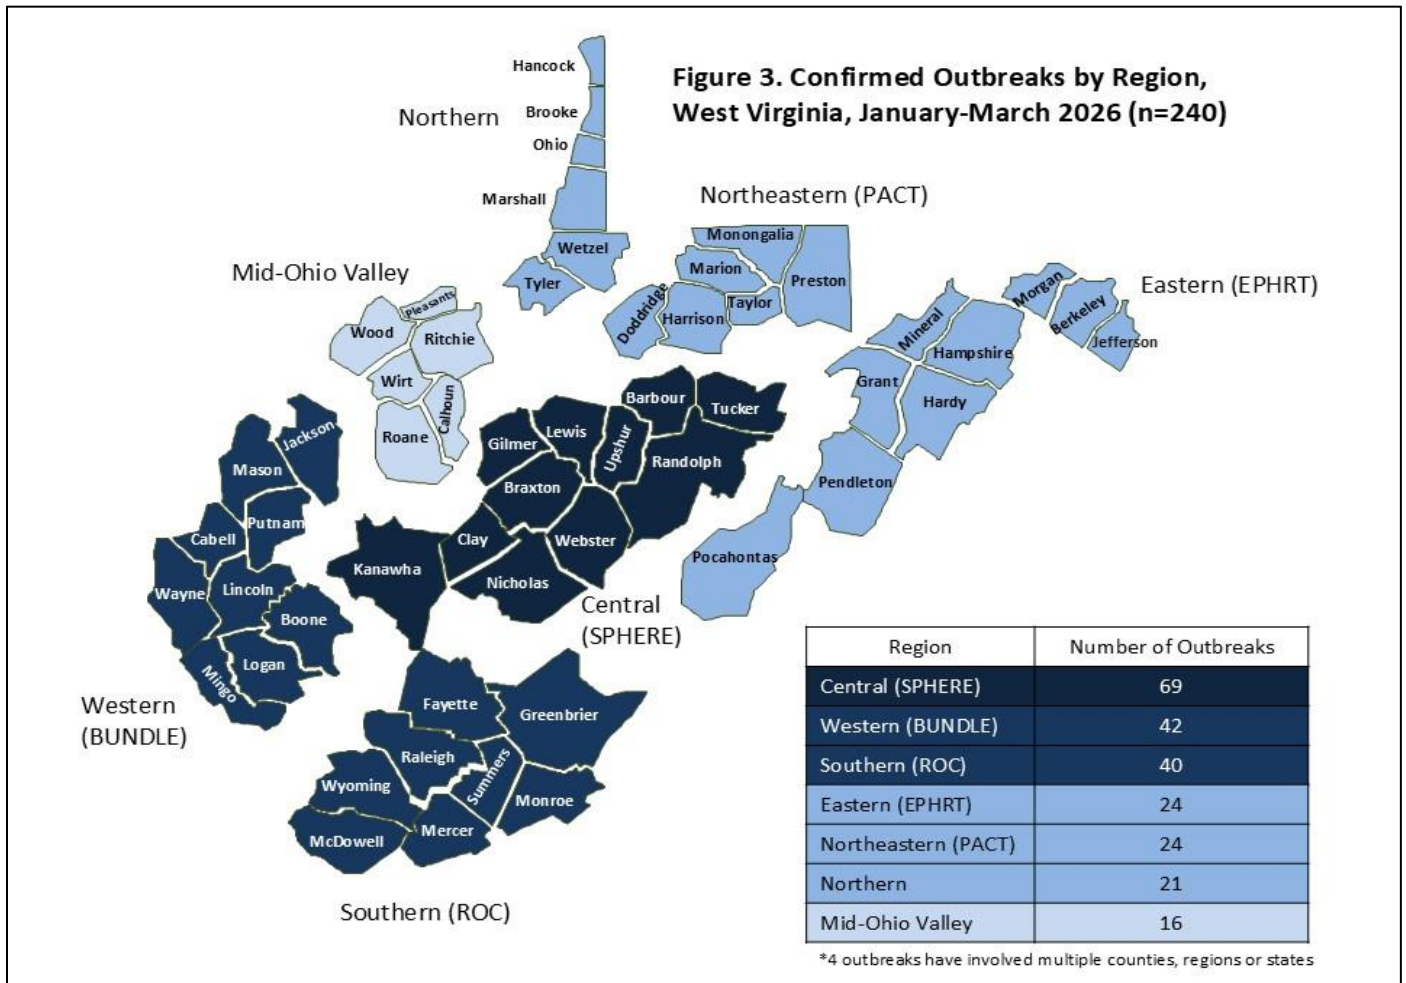 Figure 3. Confirmed Outbreaks by Region,
West Virginia, January-March 2026 (n=240)
Northern
Hancock
Brooke
Ohio
Marshall
Wetzel
Tyler
Northeastern (PACT)
Monongalia
Marion
Preston
Taylor
Harrison
Doddridge
Mid-Ohio Valley
Pleasants
Wood
Ritchie
Wirt
Calhoun
Roane
Eastern (EPHRT)
Morgan
Berkeley
Jefferson
Mineral
Hampshire
Grant
Hardy
Pendleton
Pocahontas
Barbour
Tucker
Lewis
Upshur
Gilmer
Randolph
Braxton
Clay
Webster
Kanawha
Nicholas
Central
(SPHERE)
Jackson
Mason
Putnam
Cabell
Wayne
Lincoln
Boone
Logan
Mingo
Western
(BUNDLE)
Fayette
Greenbrier
Raleigh
Summers
Wyoming
Monroe
Mercer
McDowell
Southern (ROC)
Region Number of Outbreaks
Central (SPHERE) 69
Western (BUNDLE) 42
Southern (ROC) 40
Eastern (EPHRT) 24
Northeastern (PACT) 24
Northern 21
Mid-Ohio Valley 16
*4 outbreaks have involved multiple counties, regions or states